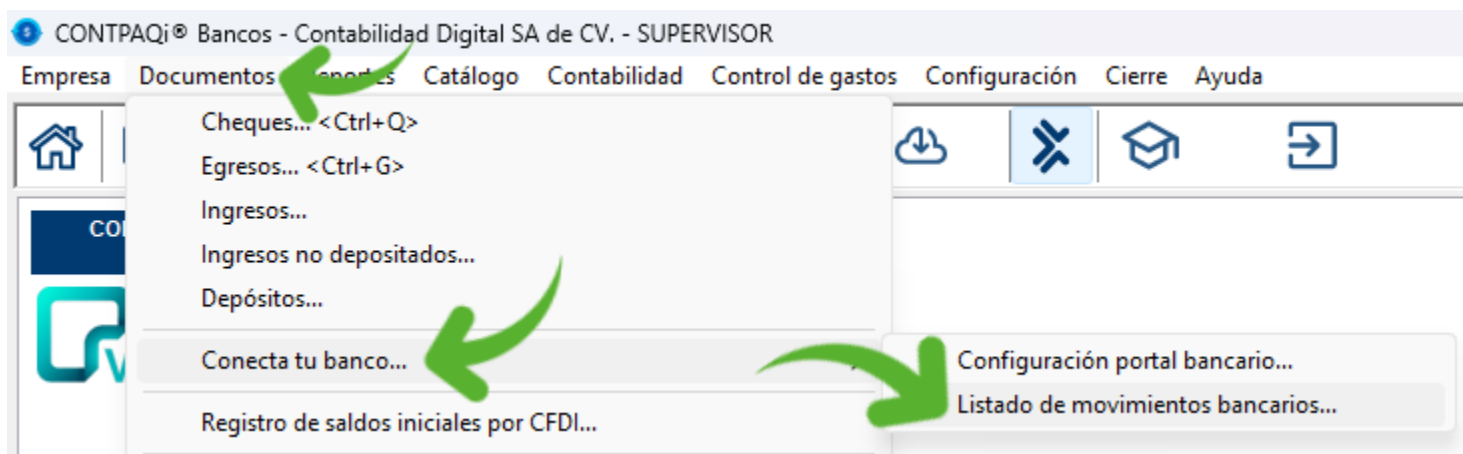 CONTPAQi® Bancos - Contabilidad Digital SA de CV. - SUPERVISOR
Empresa Documentos Reportes Catálogo Contabilidad Control de gastos Configuración Cierre Ayuda
Cheques... <Ctrl+Q>
Egresos... <Ctrl+G>
Ingresos...
Ingresos no depositados...
Depósitos...
Conecta tu banco...
Configuración portal bancario...
Listado de movimientos bancarios...
Registro de saldos iniciales por CFDI...